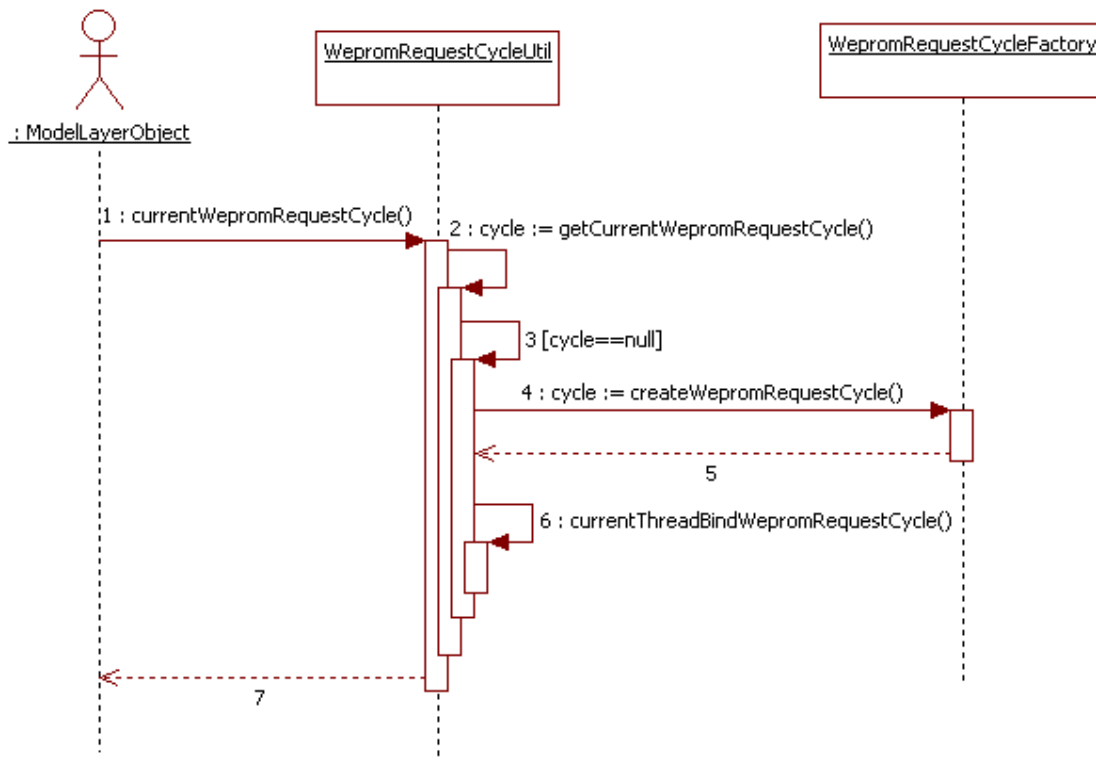 WepromRequestCycleUtil
WepromRequestCycleFactory
: ModelLayerObject
1 : currentWepromRequestCycle()
2 : cycle := getCurrentWepromRequestCycle()
3 [cycle==null]
4 : cycle := createWepromRequestCycle()
5
6 : currentThreadBindWepromRequestCycle()
7